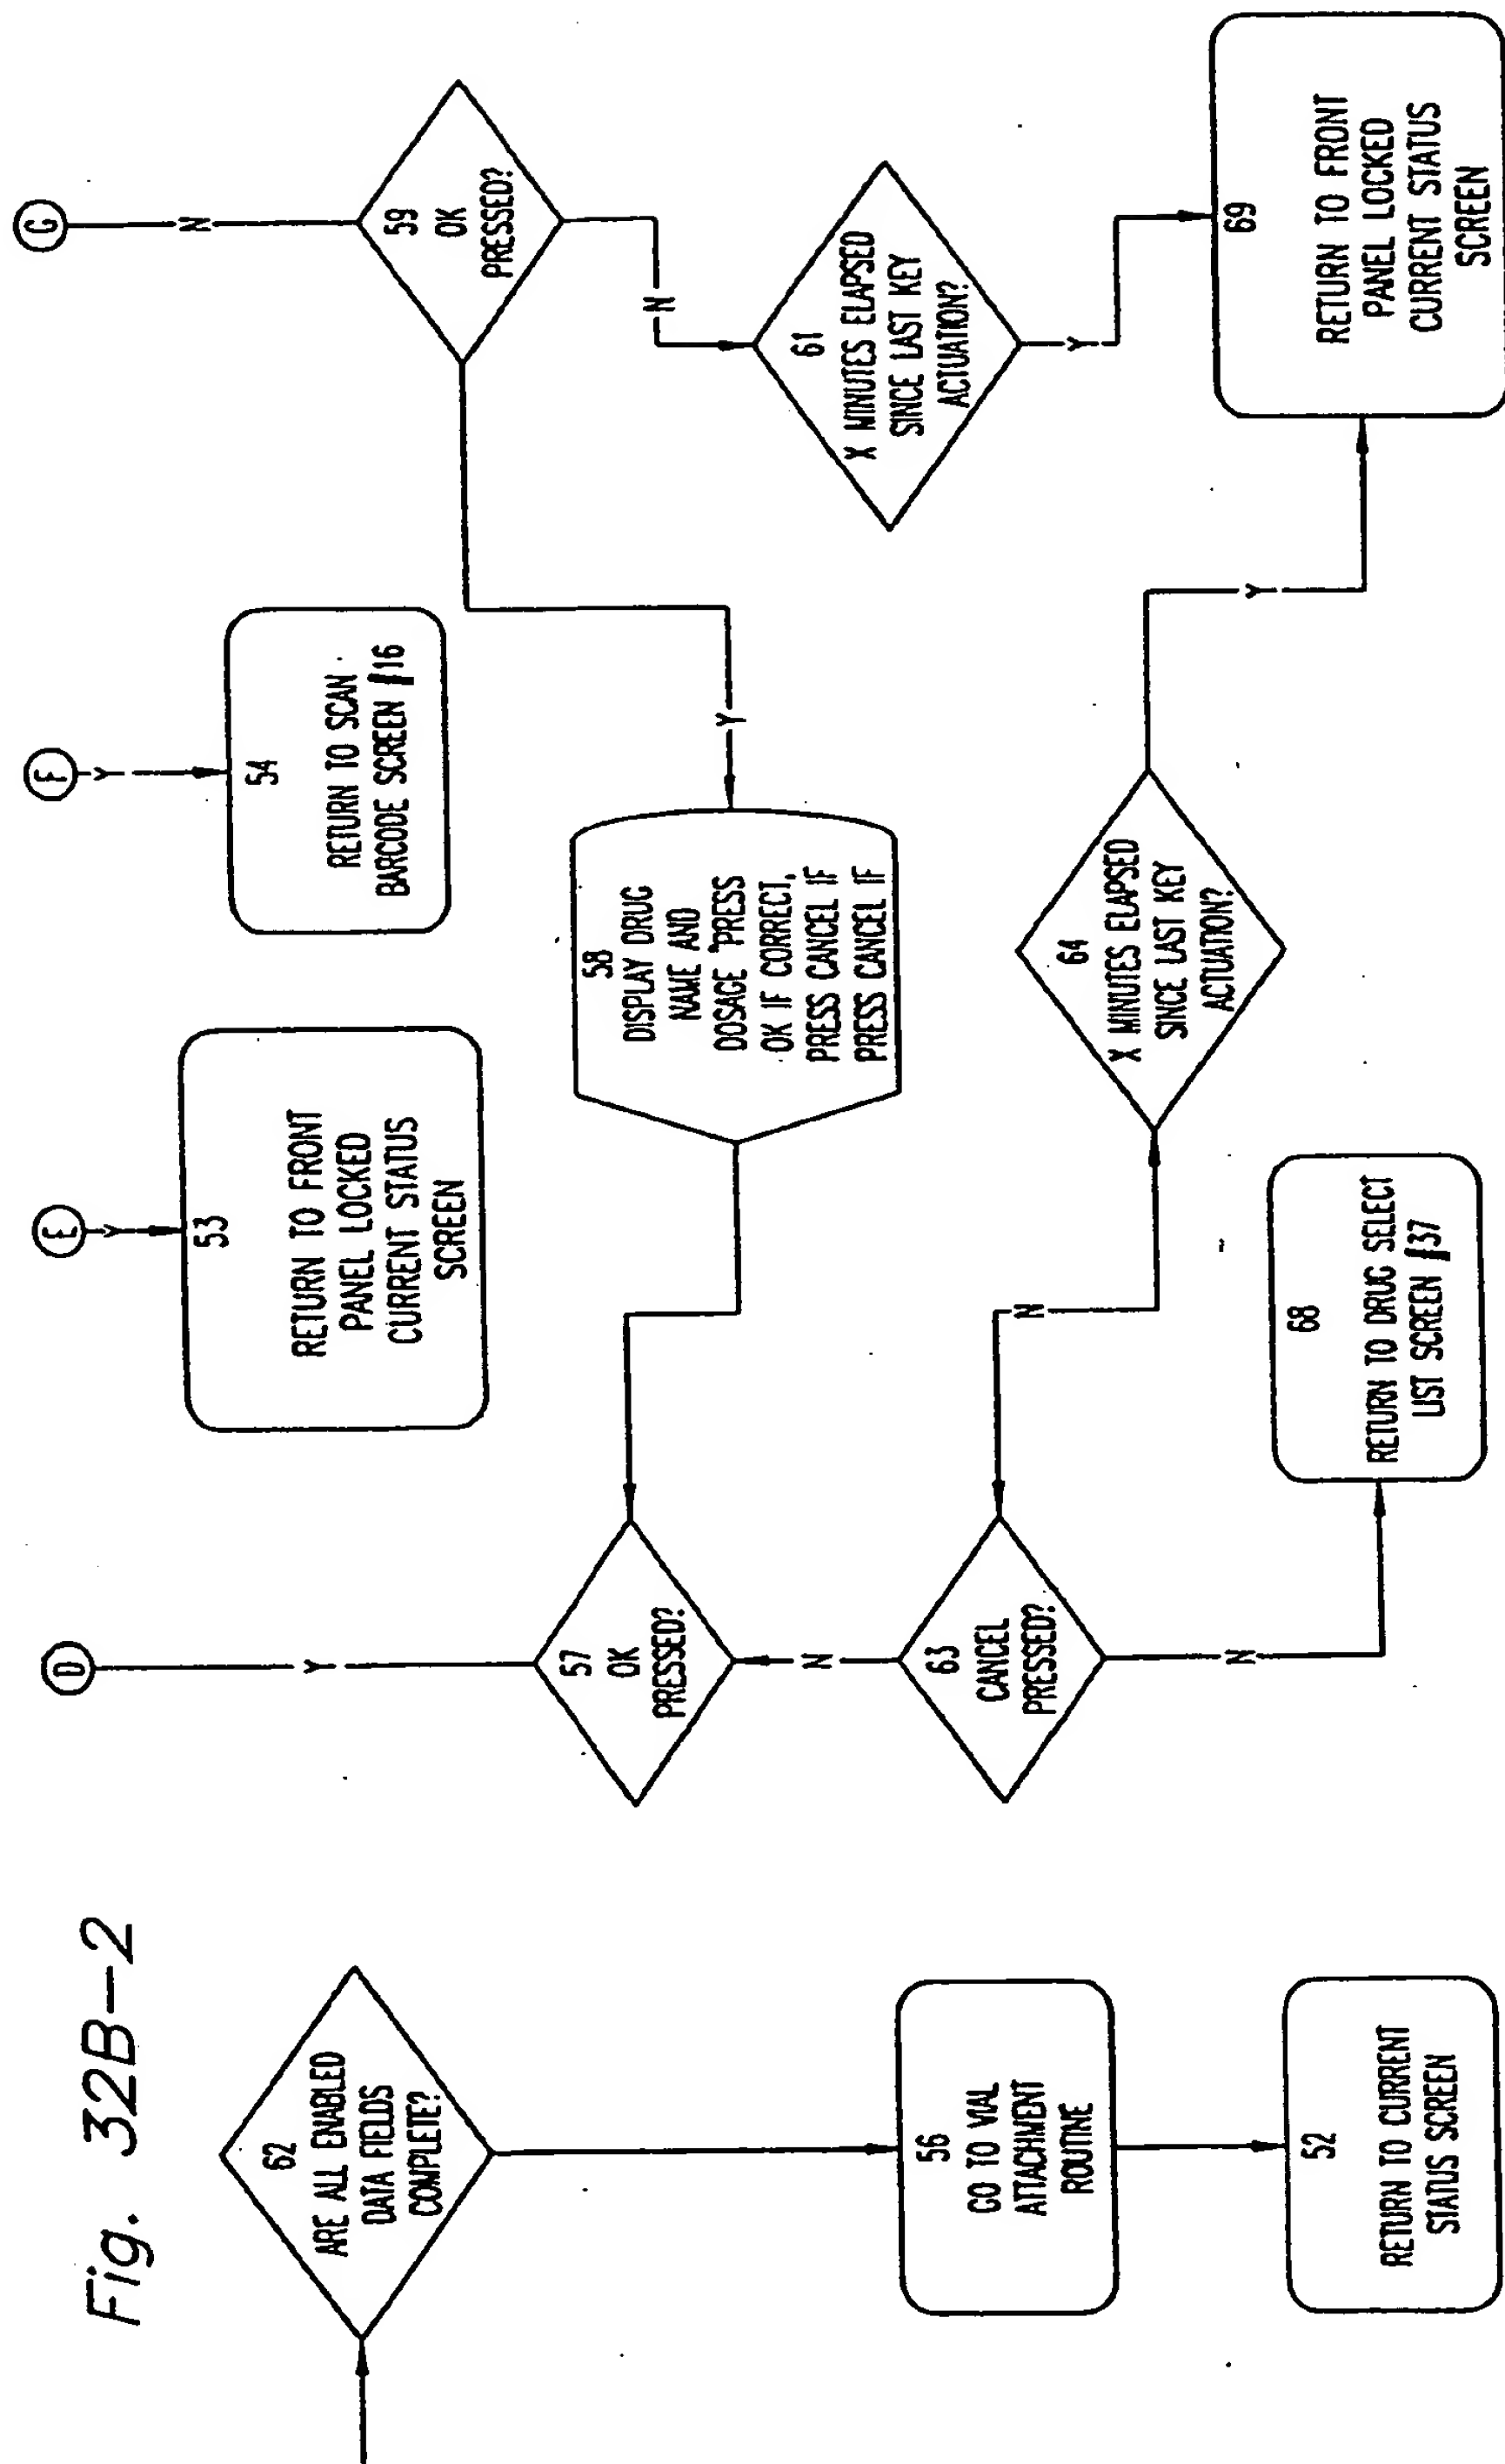 Fig. 32B-2
62
ARE ALL ENABLED
DATA FIELDS
COMPLETE?
56
GO TO VIAL
ATTACHMENT
ROUTINE
52
RETURN TO CURRENT
STATUS SCREEN
D
Y
57
OK
PRESSED?
N
63
CANCEL
PRESSED?
N
68
RETURN TO DRUG SELECT
LIST SCREEN #37
N
E
Y
53
RETURN TO FRONT
PANEL LOCKED
CURRENT STATUS
SCREEN
58
DISPLAY DRUG
NAME AND
DOSAGE "PRESS
OK IF CORRECT,
PRESS CANCEL IF
PRESS CANCEL IF
64
X MINUTES ELAPSED
SINCE LAST KEY
ACTUATION?
Y
F
Y
54
RETURN TO SCAN
BARCODE SCREEN #16
Y
G
N
59
OK
PRESSED?
N
61
X MINUTES ELAPSED
SINCE LAST KEY
ACTUATION?
Y
69
RETURN TO FRONT
PANEL LOCKED
CURRENT STATUS
SCREEN